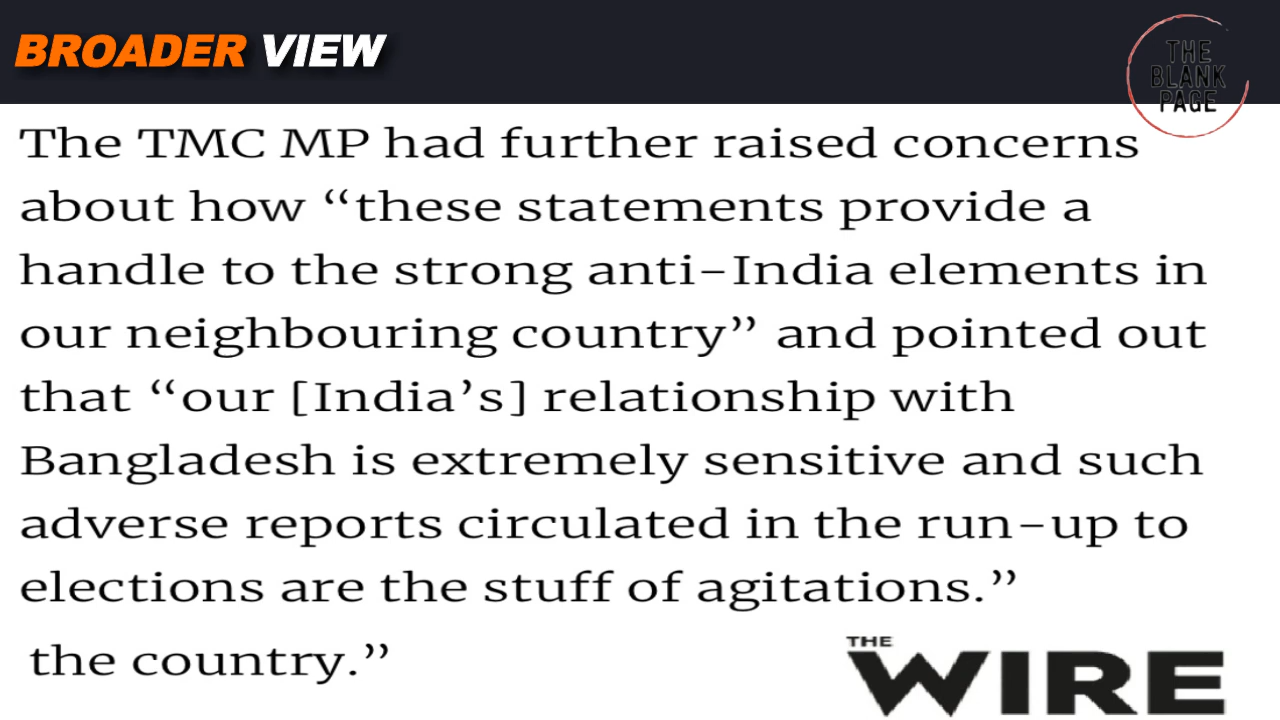 BROADER VIEW
THE
BLANK
PAGE
The TMC MP had further raised concerns
about how “these statements provide a
handle to the strong anti-India elements in
our neighbouring country” and pointed out
that “our [India’s] relationship with
Bangladesh is extremely sensitive and such
adverse reports circulated in the run-up to
elections are the stuff of agitations.”
the country.”
THE
WIRE